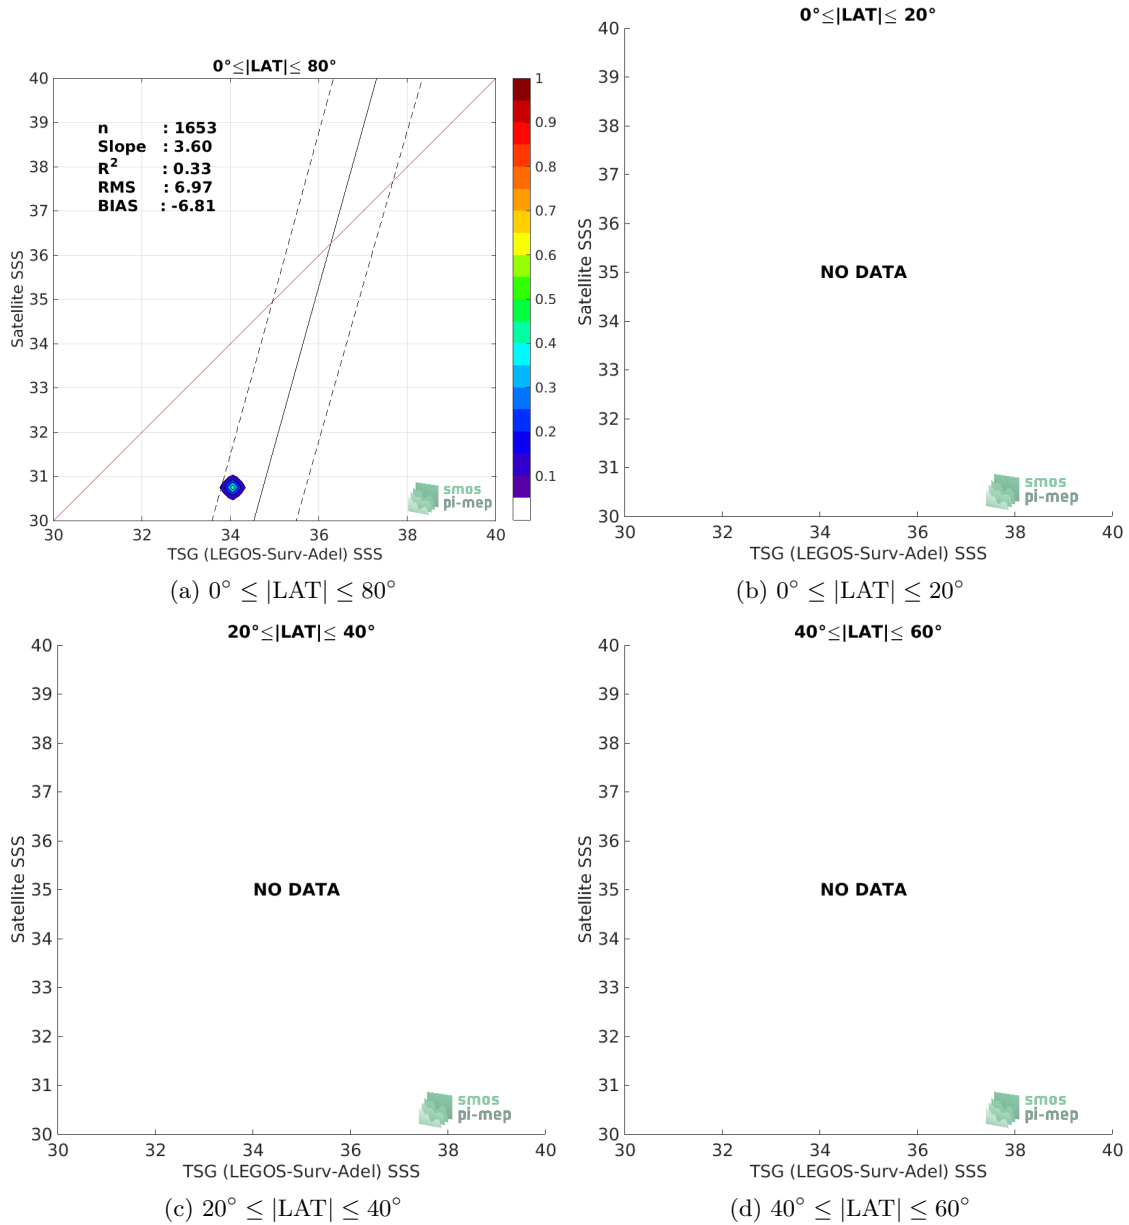 0°≤|LAT|≤ 80°
40
39
38
37
36
35
34
33
32
31
30
Satellite SSS
n : 1653
Slope : 3.60
R² : 0.33
RMS : 6.97
BIAS : -6.81
1
0.9
0.8
0.7
0.6
0.5
0.4
0.3
0.2
0.1
smos
pi-mep
30 32 34 36 38 40
TSG (LEGOS-Surv-Adel) SSS
(a) 0° ≤ |LAT| ≤ 80°
0°≤|LAT|≤ 20°
40
39
38
37
36
35
34
33
32
31
30
Satellite SSS
NO DATA
smos
pi-mep
30 32 34 36 38 40
TSG (LEGOS-Surv-Adel) SSS
(b) 0° ≤ |LAT| ≤ 20°
20°≤|LAT|≤ 40°
40
39
38
37
36
35
34
33
32
31
30
Satellite SSS
NO DATA
smos
pi-mep
30 32 34 36 38 40
TSG (LEGOS-Surv-Adel) SSS
(c) 20° ≤ |LAT| ≤ 40°
40°≤|LAT|≤ 60°
40
39
38
37
36
35
34
33
32
31
30
Satellite SSS
NO DATA
smos
pi-mep
30 32 34 36 38 40
TSG (LEGOS-Surv-Adel) SSS
(d) 40° ≤ |LAT| ≤ 60°